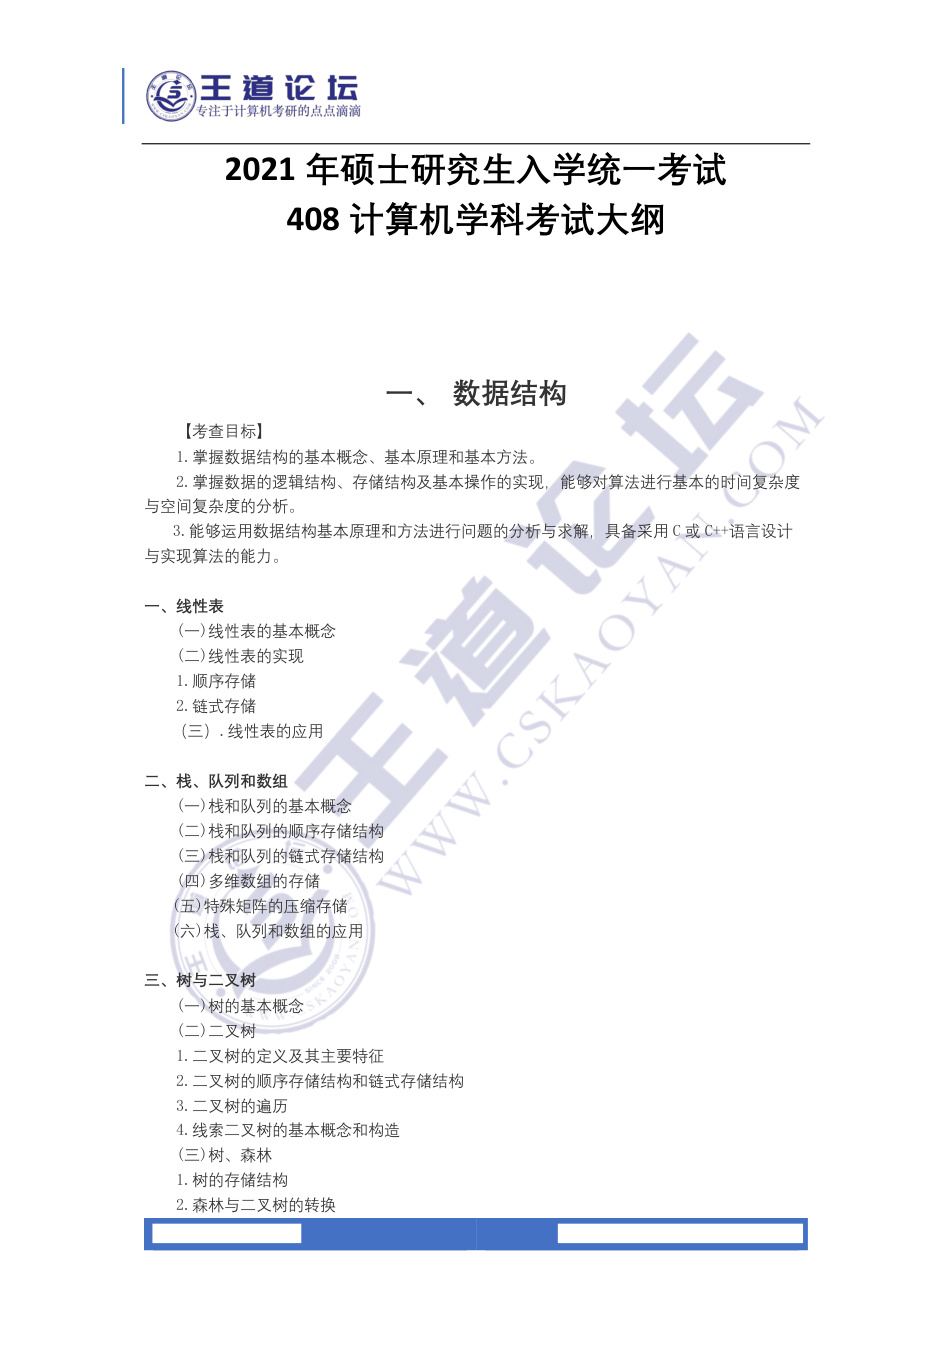 王道论坛
专注于计算机考研的点点滴滴
2021 年硕士研究生入学统一考试
408 计算机学科考试大纲
一、 数据结构
【考查目标】
1.掌握数据结构的基本概念、基本原理和基本方法。
2.掌握数据的逻辑结构、存储结构及基本操作的实现，能够对算法进行基本的时间复杂度
与空间复杂度的分析。
3.能够运用数据结构基本原理和方法进行问题的分析与求解，具备采用 C 或 C++语言设计
与实现算法的能力。
一、线性表
(一)线性表的基本概念
(二)线性表的实现
1.顺序存储
2.链式存储
（三）.线性表的应用
二、栈、队列和数组
(一)栈和队列的基本概念
(二)栈和队列的顺序存储结构
(三)栈和队列的链式存储结构
(四)多维数组的存储
(五)特殊矩阵的压缩存储
(六)栈、队列和数组的应用
三、树与二叉树
(一)树的基本概念
(二)二叉树
1.二叉树的定义及其主要特征
2.二叉树的顺序存储结构和链式存储结构
3.二叉树的遍历
4.线索二叉树的基本概念和构造
(三)树、森林
1.树的存储结构
2.森林与二叉树的转换
王道论坛
WWW.CSKAOYAN.COM